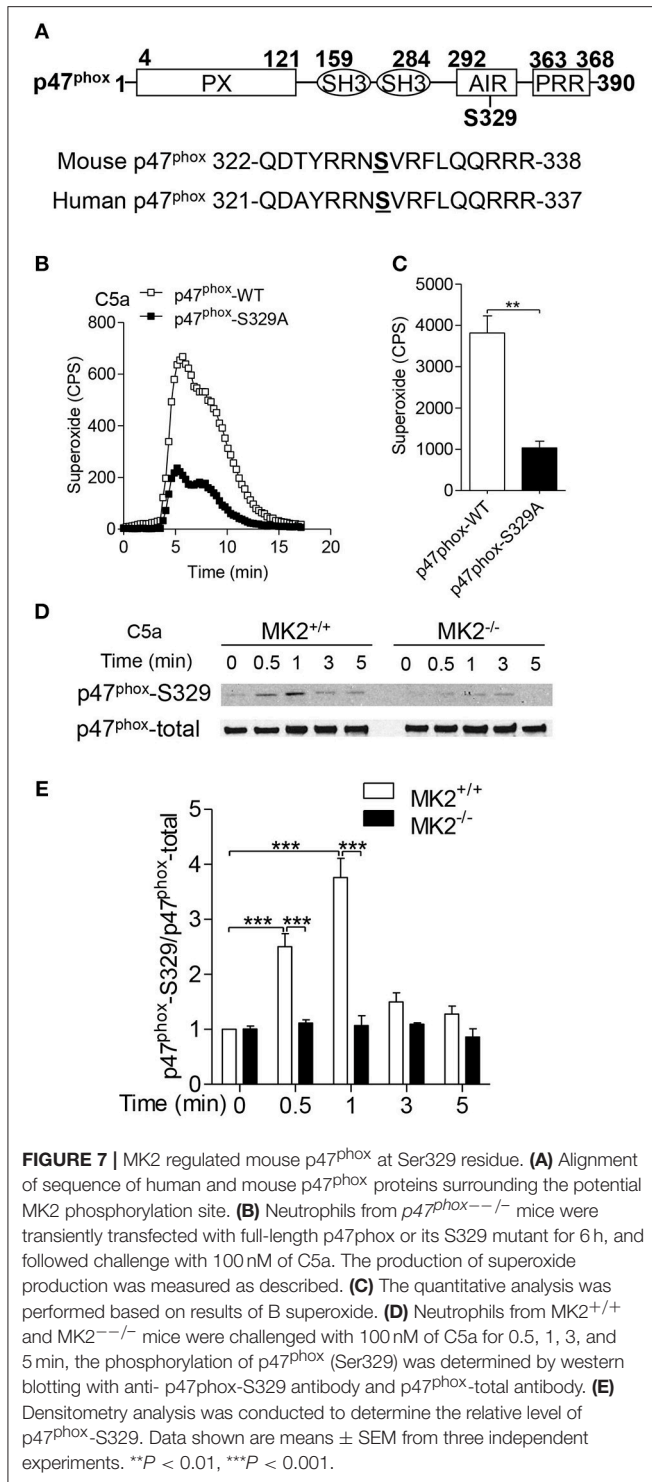 A
4 121 159 284 292 363 368
p47phox 1 PX SH3 SH3 AIR PRR 390
S329
Mouse p47phox 322-QDTYRRNSVRFLQQRRR-338
Human p47phox 321-QDAYRRNSVRFLQQRRR-337
B
C5a
p47phox-WT
p47phox-S329A
800
600
400
200
0
Superoxide (CPS)
0 5 10 15 20
Time (min)
C
5000
4000
3000
2000
1000
0
Superoxide (CPS)
**
p47phox-WT
p47phox-S329A
D
C5a MK2+/+ MK2-/-
Time (min) 0 0.5 1 3 5 0 0.5 1 3 5
p47phox-S329
p47phox-total
E
MK2+/+
MK2-/-
p47phox-S329/p47phox-total
5
4
3
2
1
0
*** ***
*** ***
Time (min) 0 0.5 1 3 5
FIGURE 7 | MK2 regulated mouse p47phox at Ser329 residue. (A) Alignment
of sequence of human and mouse p47phox proteins surrounding the potential
MK2 phosphorylation site. (B) Neutrophils from p47phox−−/− mice were
transiently transfected with full-length p47phox or its S329 mutant for 6 h, and
followed challenge with 100 nM of C5a. The production of superoxide
production was measured as described. (C) The quantitative analysis was
performed based on results of B superoxide. (D) Neutrophils from MK2+/+
and MK2−−/− mice were challenged with 100 nM of C5a for 0.5, 1, 3, and
5 min, the phosphorylation of p47phox (Ser329) was determined by western
blotting with anti- p47phox-S329 antibody and p47phox-total antibody. (E)
Densitometry analysis was conducted to determine the relative level of
p47phox-S329. Data shown are means ± SEM from three independent
experiments. **P < 0.01, ***P < 0.001.